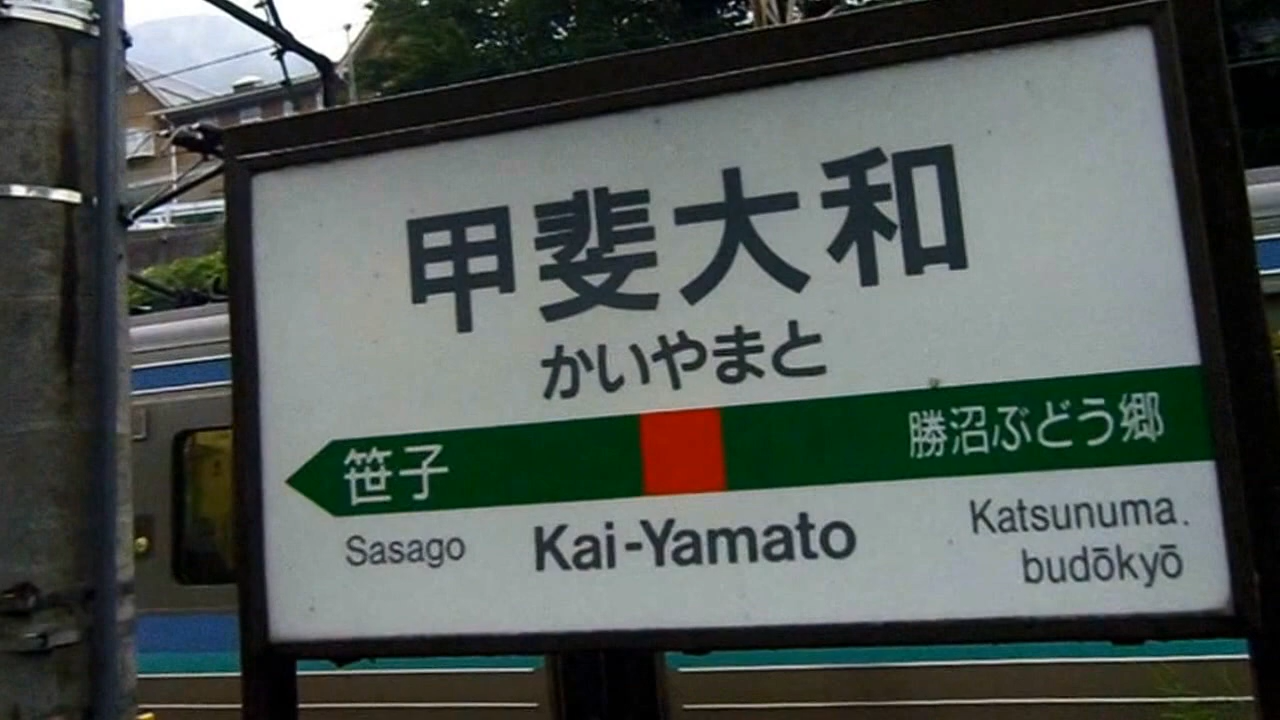 甲斐大和
かいやまと
笹子
勝沼ぶどう郷
Sasago
Kai-Yamato
Katsunuma.
budōkyō